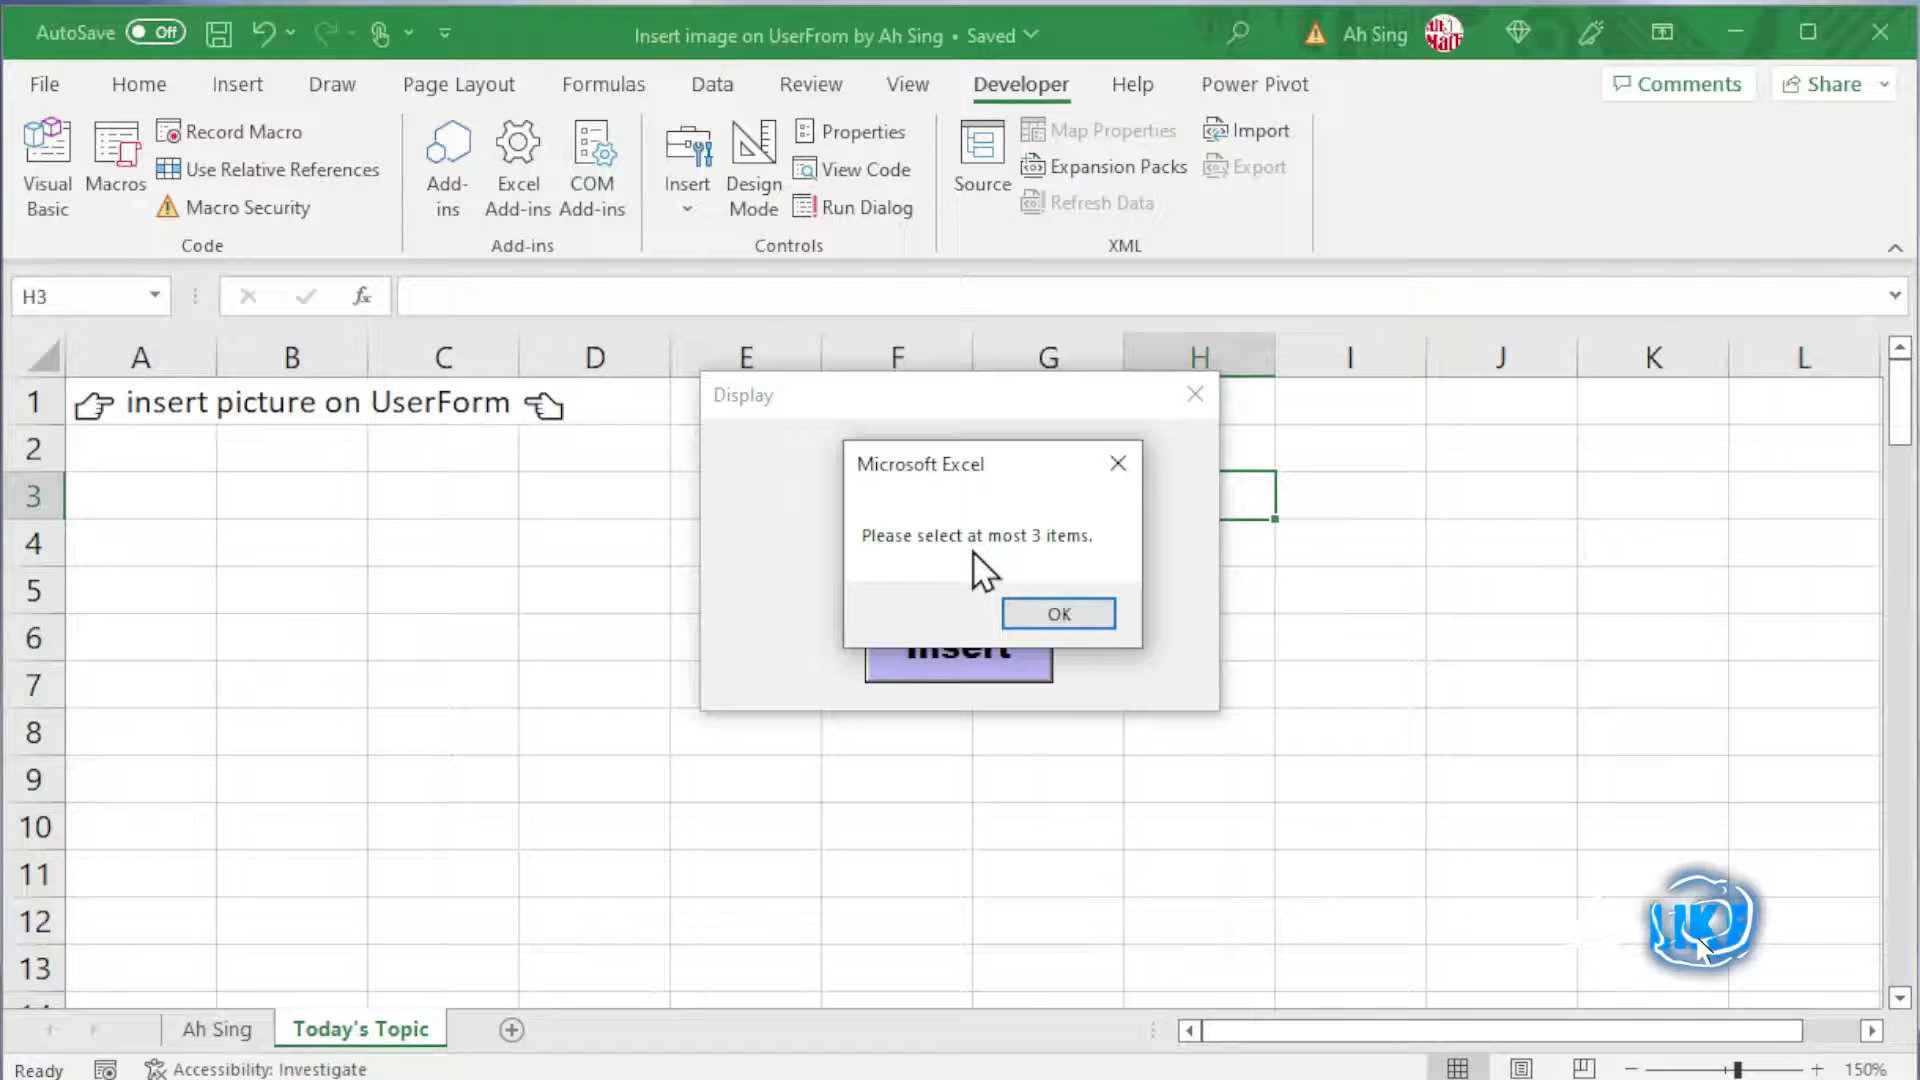 AutoSave Off Insert image on UserFrom by Ah Sing • Saved Ah Sing
File Home Insert Draw Page Layout Formulas Data Review View Developer Help Power Pivot Comments Share
Visual Basic
Macros
Record Macro
Use Relative References
Macro Security
Code
Add-ins
Excel Add-ins
COM Add-ins
Add-ins
Insert
Design Mode
Properties
View Code
Run Dialog
Controls
Source
Map Properties
Expansion Packs
Refresh Data
Import
Export
XML
H3 fx
A B C D E F G H I J K L
1 insert picture on UserForm
2
3
4
5
6
7
8
9
10
11
12
13
Display
Microsoft Excel
Please select at most 3 items.
OK
Insert
Ah Sing Today's Topic
Ready Accessibility: Investigate 150%